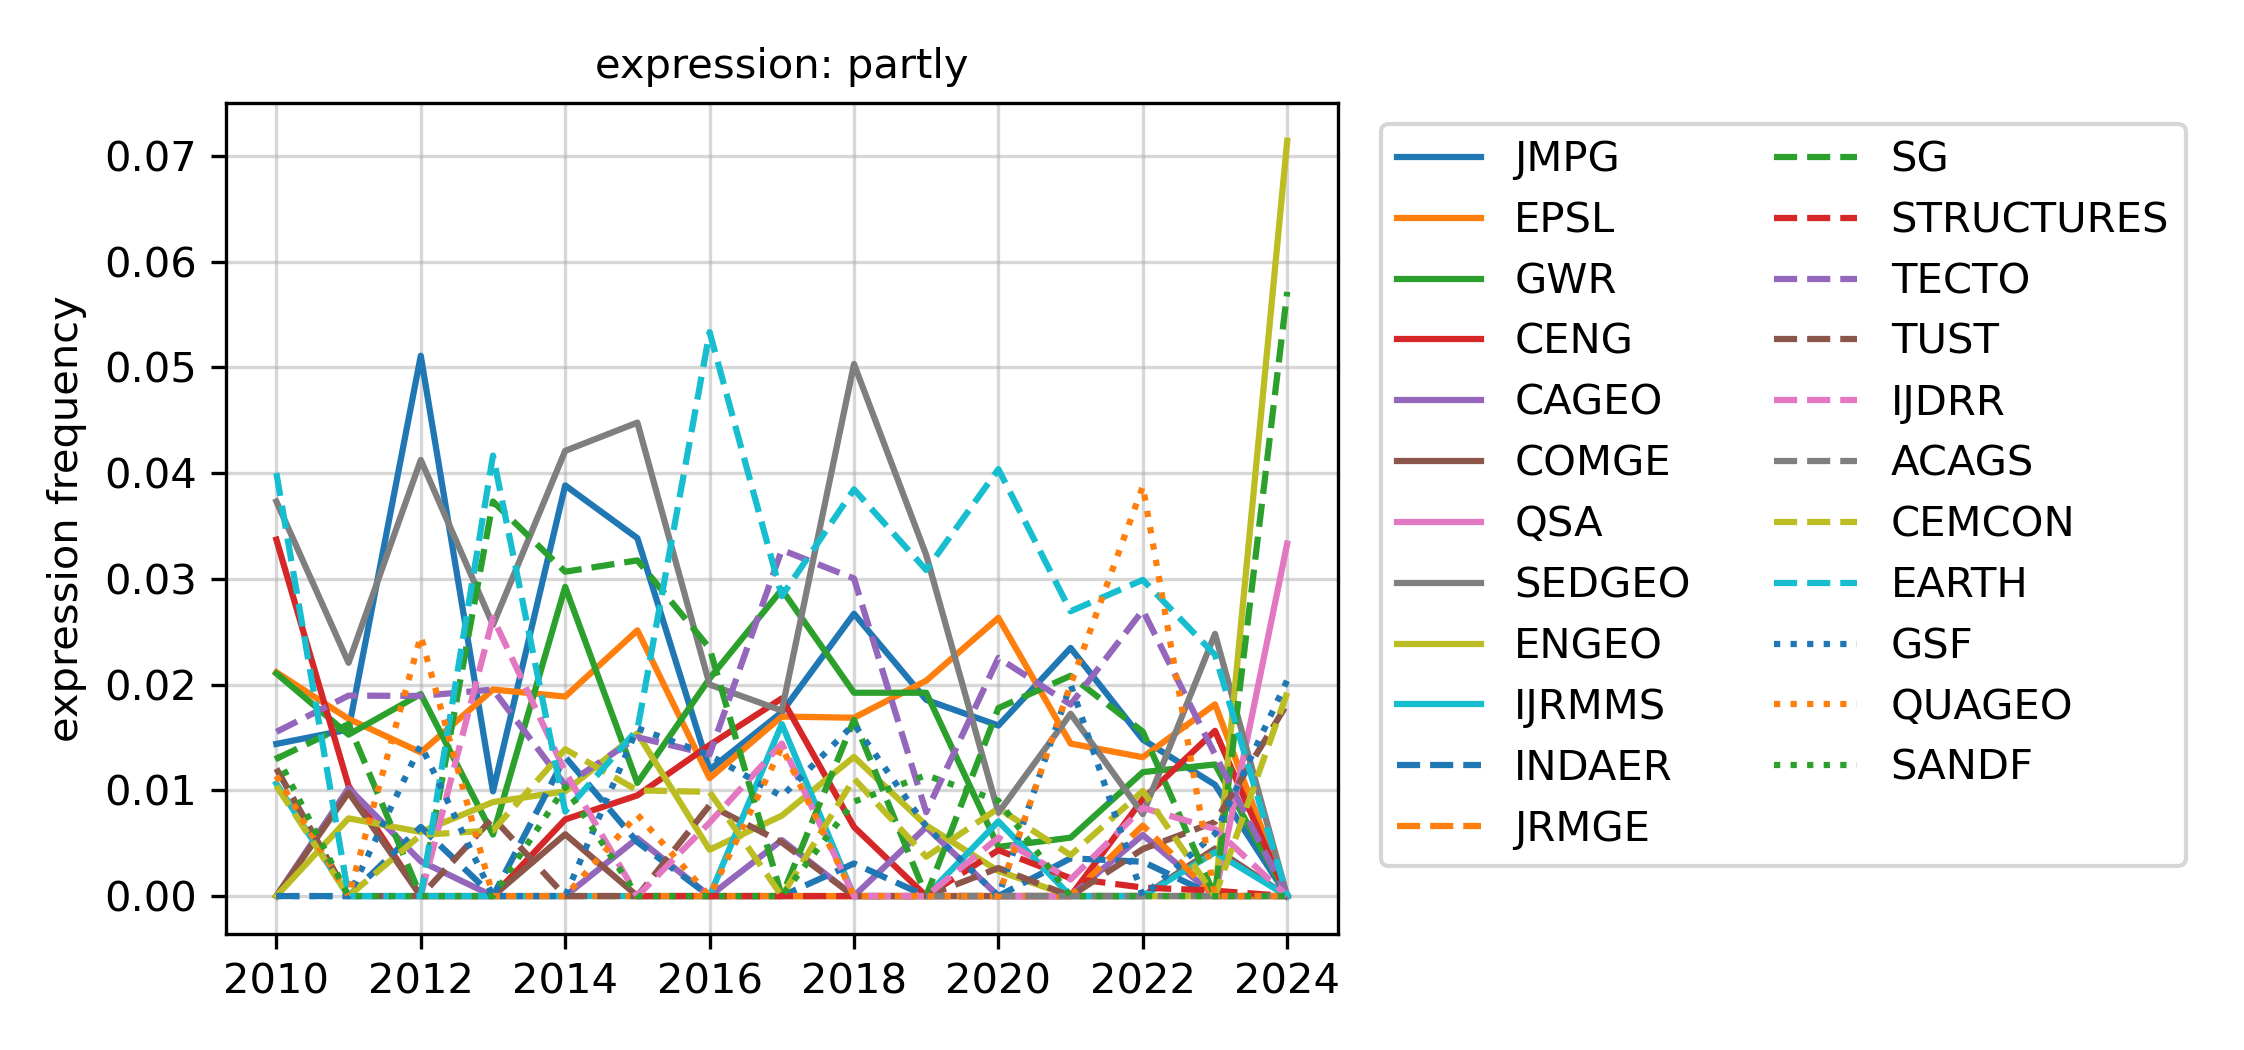 expression: partly
expression frequency
0.07
0.06
0.05
0.04
0.03
0.02
0.01
0.00
2010 2012 2014 2016 2018 2020 2022 2024
JMPG
EPSL
GWR
CENG
CAGEO
COMGE
QSA
SEDGEO
ENGEO
IJRMMS
INDAER
JRMGE
SG
STRUCTURES
TECTO
TUST
IJDRR
ACAGS
CEMCON
EARTH
GSF
QUAGEO
SANDF